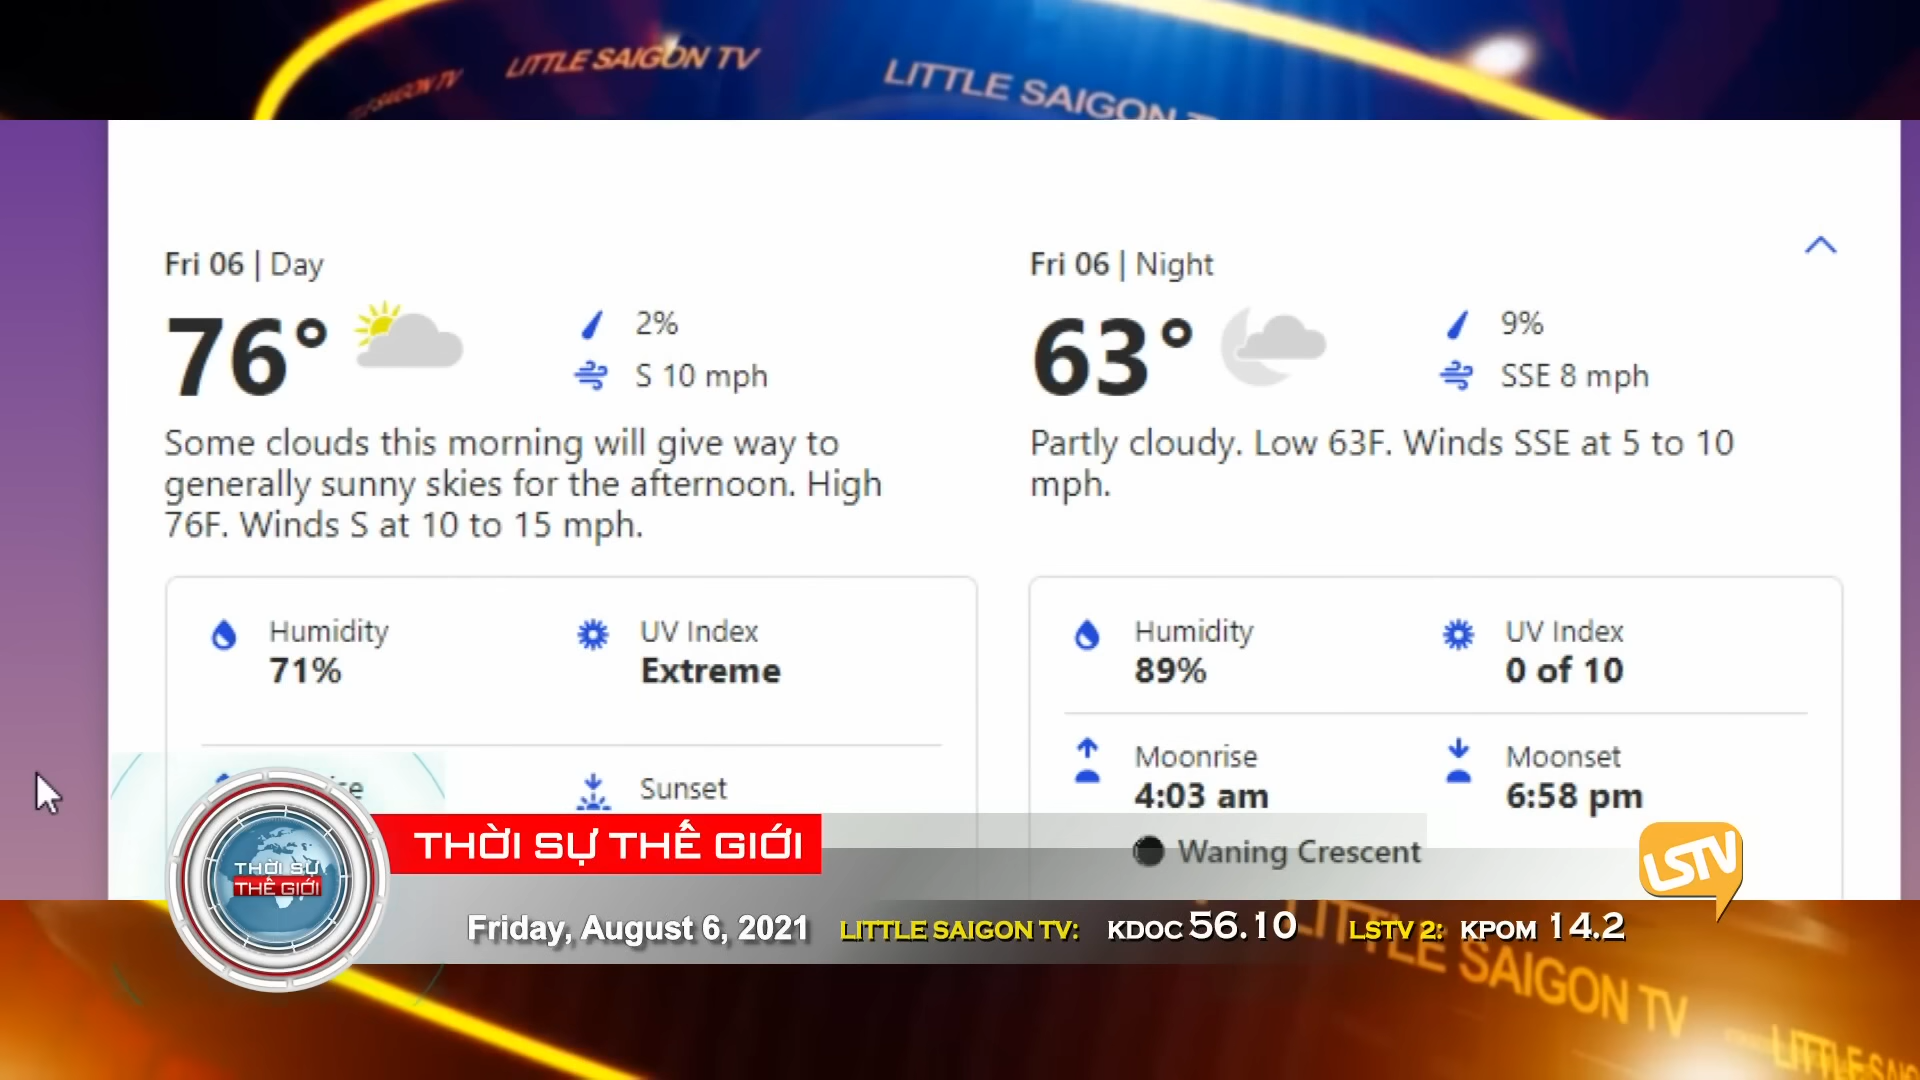 LITTLE SAIGON TV
LITTLE SAIGON TV
Fri 06 | Day
76°
2%
S 10 mph
Some clouds this morning will give way to
generally sunny skies for the afternoon. High
76F. Winds S at 10 to 15 mph.
Humidity
71%
UV Index
Extreme
Sunset
Fri 06 | Night
63°
9%
SSE 8 mph
Partly cloudy. Low 63F. Winds SSE at 5 to 10
mph.
Humidity
89%
UV Index
0 of 10
Moonrise
4:03 am
Moonset
6:58 pm
Waning Crescent
THỜI SỰ THẾ GIỚI
THỜI SỰ
THẾ GIỚI
LSTV
Friday, August 6, 2021 LITTLE SAIGON TV: KDOC 56.10 LSTV 2: KPOM 14.2
LITTLE SAIGON TV